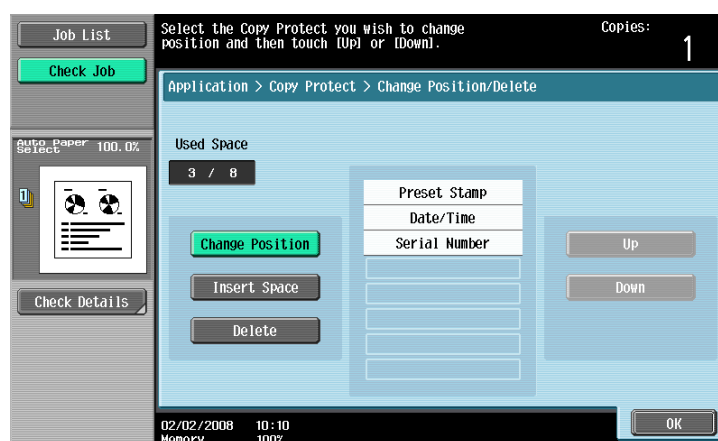 Job List
Check Job
Select the Copy Protect you wish to change
position and then touch [Up] or [Down].
Copies:
1
Application > Copy Protect > Change Position/Delete
Auto Paper
Select 100.0%
1
Check Details
Used Space
3 / 8
Change Position
Insert Space
Delete
Preset Stamp
Date/Time
Serial Number
Up
Down
02/02/2008 10:10
Memory 100%
OK